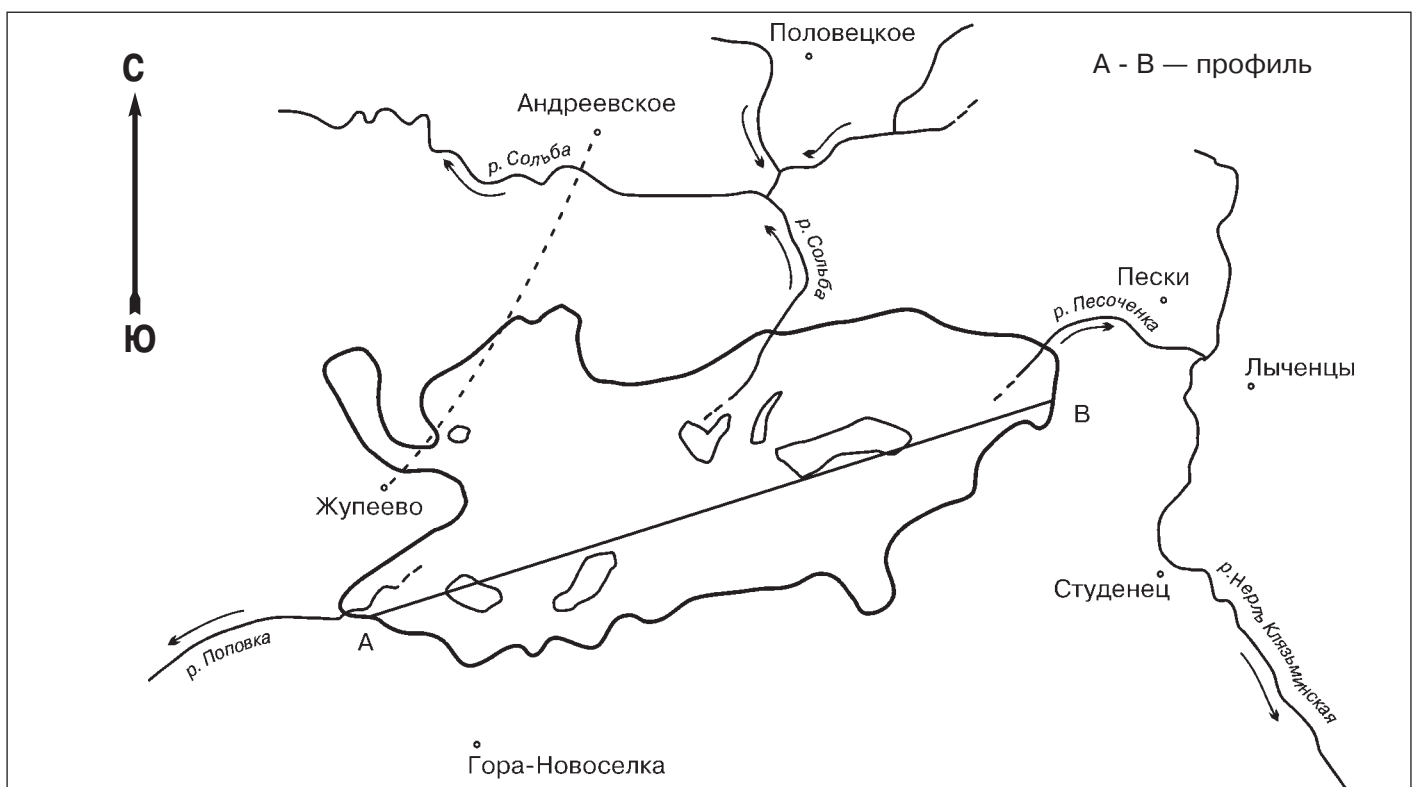 Половецкое
С
А - В — профиль
Андреевское
р. Сольба
р. Сольба
Пески
р. Песоченка
Ю
Лыченцы
В
Жупеево
Студенец
р.Нерль Клязьминская
р. Поповка
А
Гора-Новоселка